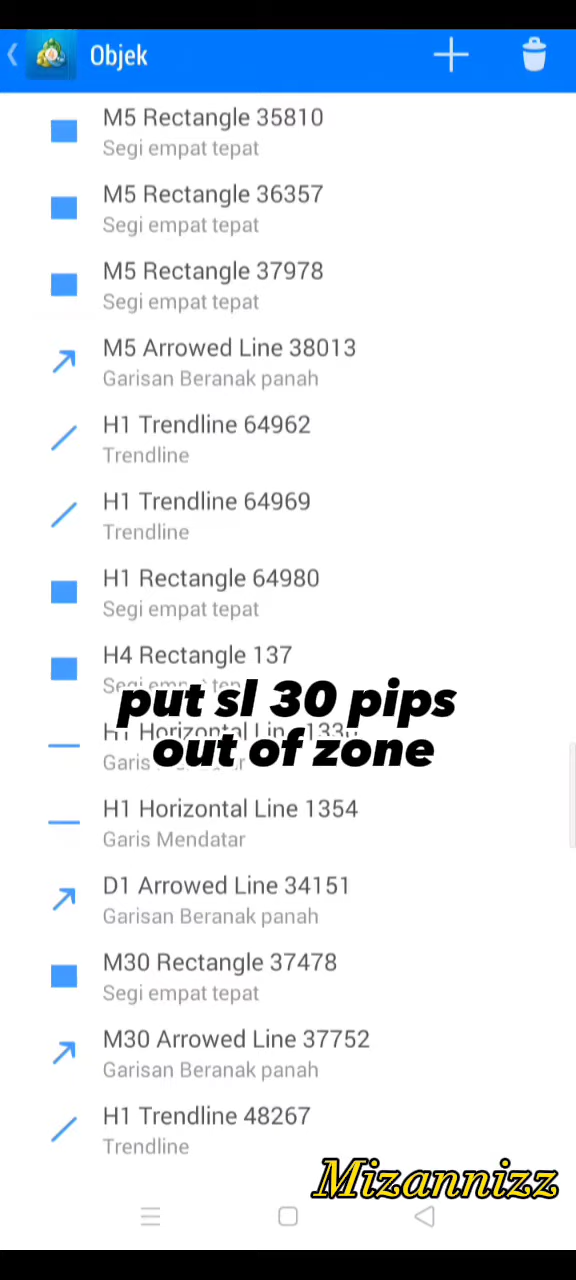 Objek
M5 Rectangle 35810
Segi empat tepat
M5 Rectangle 36357
Segi empat tepat
M5 Rectangle 37978
Segi empat tepat
M5 Arrowed Line 38013
Garisan Beranak panah
H1 Trendline 64962
Trendline
H1 Trendline 64969
Trendline
H1 Rectangle 64980
Segi empat tepat
H4 Rectangle 137
put sl 30 pips
out of zone
H1 Horizontal Line 1354
Garis Mendatar
D1 Arrowed Line 34151
Garisan Beranak panah
M30 Rectangle 37478
Segi empat tepat
M30 Arrowed Line 37752
Garisan Beranak panah
H1 Trendline 48267
Trendline
Mizannizz